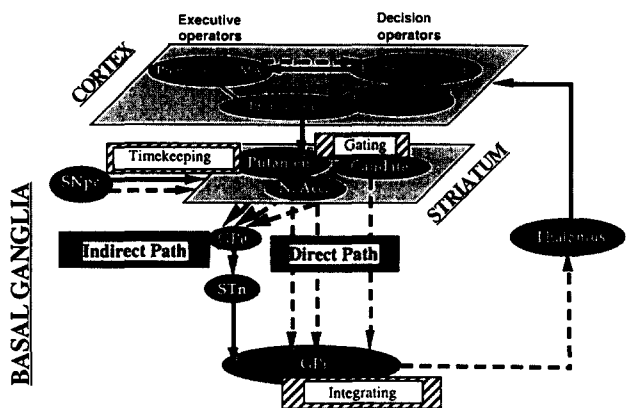 Executive
operators
Decision
operators
CORTEX
Timekeeping
Gating
Putamen
Caudate
N. Acc
STRIATUM
SNpc
GPe
Indirect Path
Direct Path
Thalamus
STn
BASAL GANGLIA
GPi
Integrating